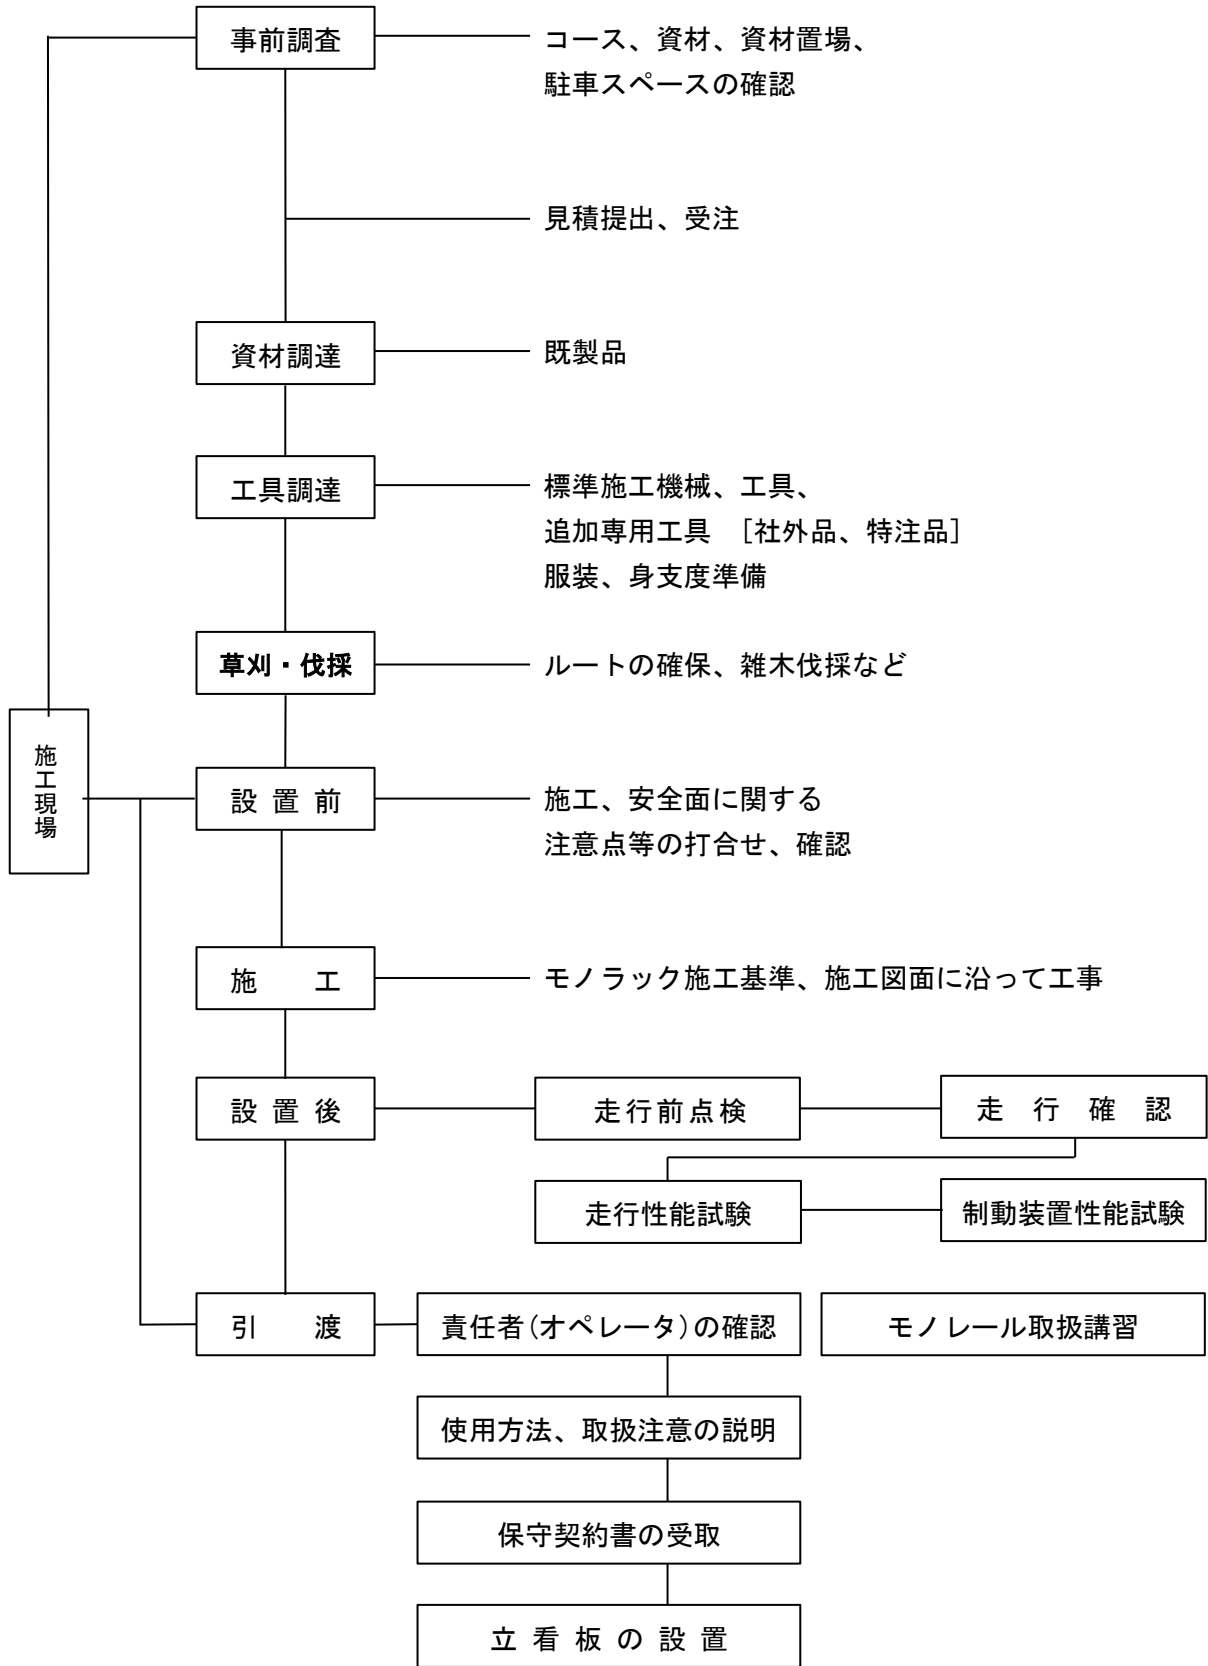 事前調査
コース、資材、資材置場、
駐車スペースの確認
見積提出、受注
資材調達
既製品
工具調達
標準施工機械、工具、
追加専用工具 [社外品、特注品]
服装、身支度準備
草刈・伐採
ルートの確保、雑木伐採など
施工現場
設置前
施工、安全面に関する
注意点等の打合せ、確認
施 工
モノラック施工基準、施工図面に沿って工事
設置後
走行前点検
走行確認
走行性能試験
制動装置性能試験
引 渡
責任者(オペレータ)の確認
モノレール取扱講習
使用方法、取扱注意の説明
保守契約書の受取
立看板の設置